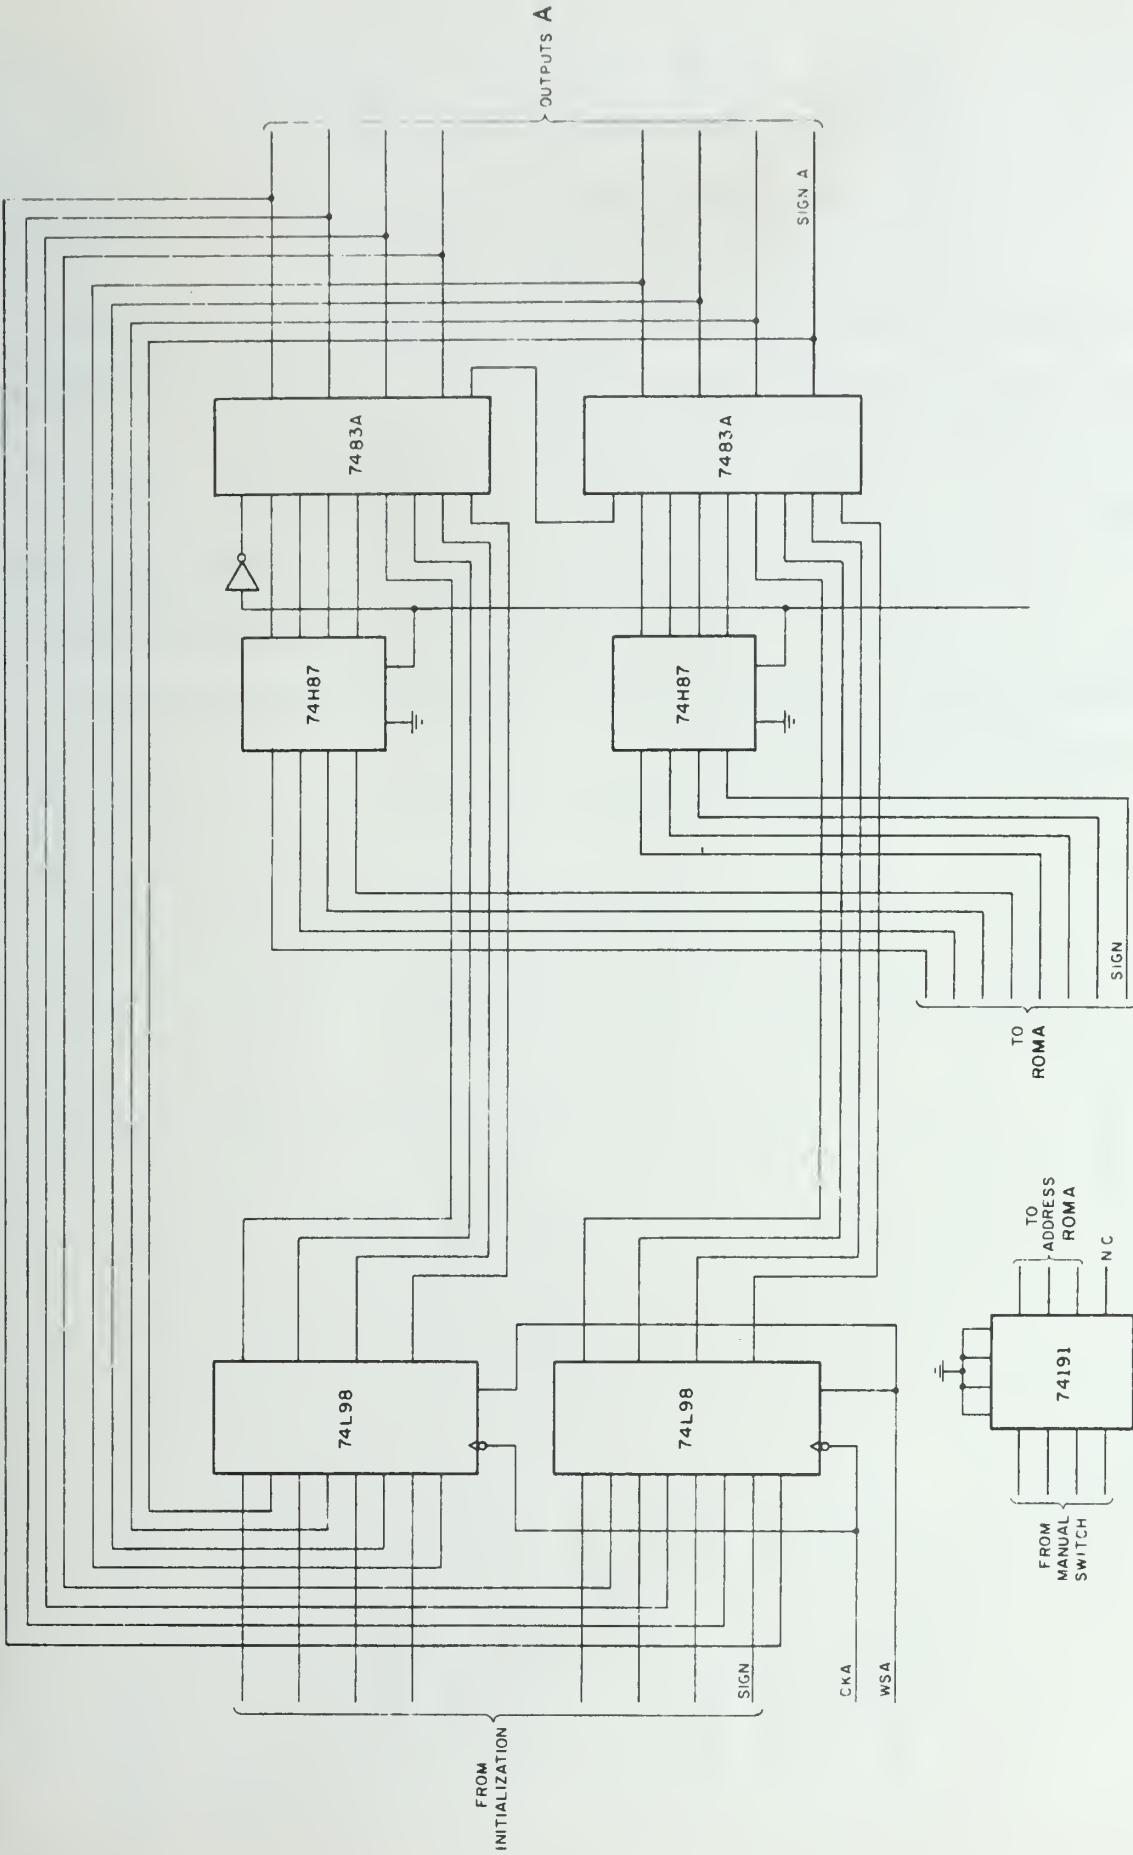 FROM
INITIALIZATION
SIGN
CKA
WSA
74L98
74L98
74H87
74H87
7483A
7483A
OUTPUTS A
SIGN A
TO
ROMA
SIGN
FROM
MANUAL
SWITCH
74191
TO
ADDRESS
ROMA
NC